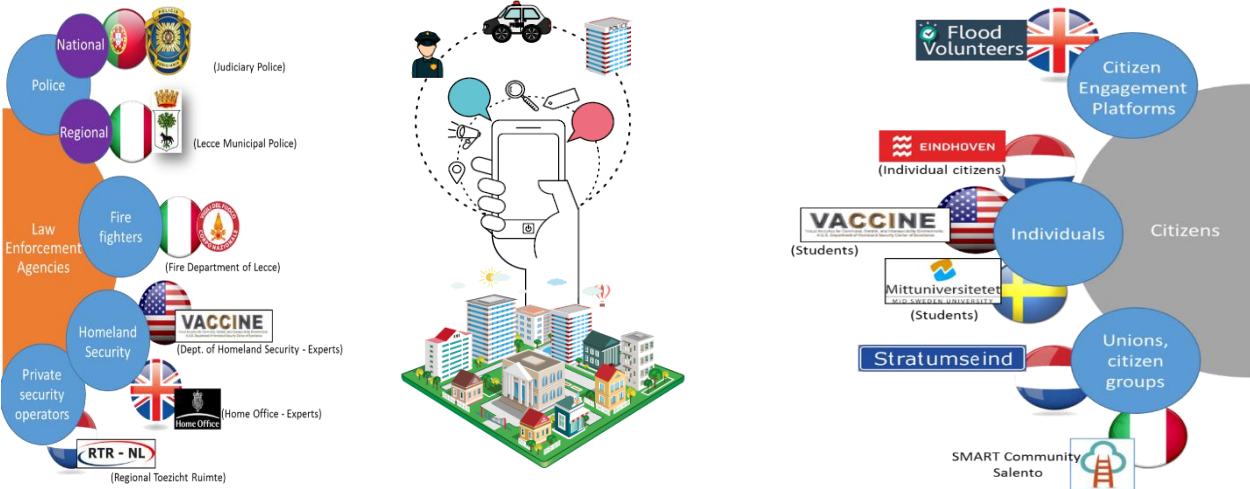 National
(Judiciary Police)
Police
Regional
(Lecce Municipal Police)
Law
Enforcement
Agencies
Fire
fighters
(Fire Department of Lecce)
Homeland
Security
VACCINE
(Dept. of Homeland Security - Experts)
Private
security
operators
Home Office
(Home Office - Experts)
RTR - NL
(Regional Toezicht Ruimte)
Flood
Volunteers
Citizen
Engagement
Platforms
EINDHOVEN
(Individual citizens)
VACCINE
(Students)
Individuals
Citizens
Mittuniversitetet
MID SWEDEN UNIVERSITY
(Students)
Stratumseind
Unions,
citizen
groups
SMART Community
Salento